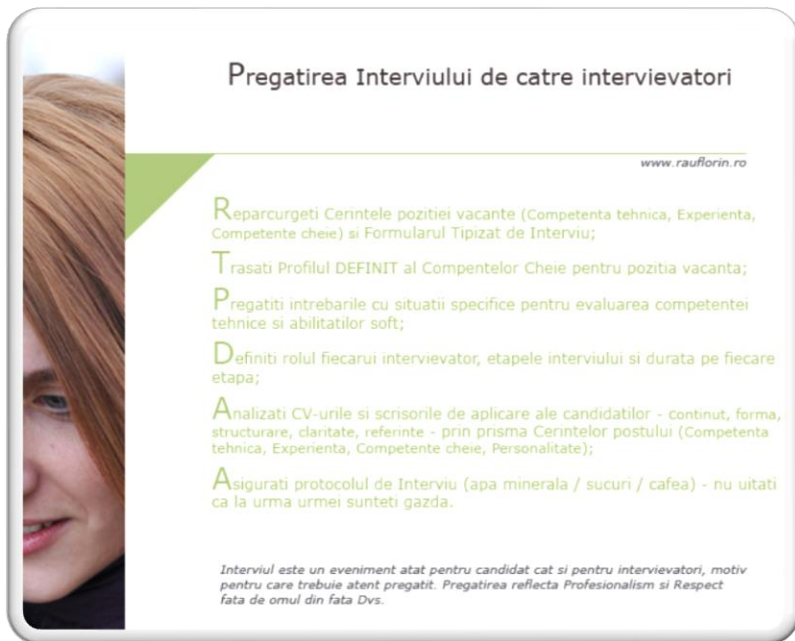 Pregatirea Interviului de catre intervievatori
www.rauflorin.ro
Reparcurgeti Cerintele pozitiei vacante (Competenta tehnica, Experienta,
Competente cheie) si Formularul Tipizat de Interviu;
Trasati Profilul DEFINIT al Compentelor Cheie pentru pozitia vacanta;
Pregatiti intrebarile cu situatii specifice pentru evaluarea competentei
tehnice si abilitatilor soft;
Definiti rolul fiecarui intervievator, etapele interviului si durata pe fiecare
etapa;
Analizati CV-urile si scrisorile de aplicare ale candidatilor - continut, forma,
structurare, claritate, referinte - prin prisma Cerintelor postului (Competenta
tehnica, Experienta, Competente cheie, Personalitate);
Asigurati protocolul de Interviu (apa minerala / sucuri / cafea) - nu uitati
ca la urma urmei sunteti gazda.
Interviul este un eveniment atat pentru candidat cat si pentru intervievatori, motiv
pentru care trebuie atent pregatit. Pregatirea reflecta Profesionalism si Respect
fata de omul din fata Dvs.